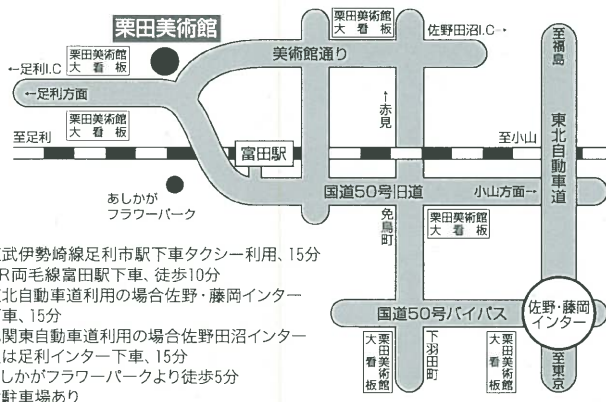 栗田美術館
栗田美術館
大看板
佐野田沼I.C→
至福島
←足利I.C
栗田美術館
大看板
美術館通り
←足利方面
←赤見
東北自動車道
栗田美術館
大看板
至足利
富田駅
至小山
国道50号旧道
小山方面→
あしかが
フラワーパーク
免鳥町
栗田美術館
大看板
武伊勢崎線足利市駅下車タクシー利用、15分
R両毛線富田駅下車、徒歩10分
北自動車道利用の場合佐野・藤岡インター
車、15分
関東自動車道利用の場合佐野田沼インター
は足利インター下車、15分
しかがフラワーパークより徒歩5分
駐車場あり
国道50号バイパス
佐野・藤岡
インター
栗田美術館
大看板
下羽田町
栗田美術館
大看板
至東京